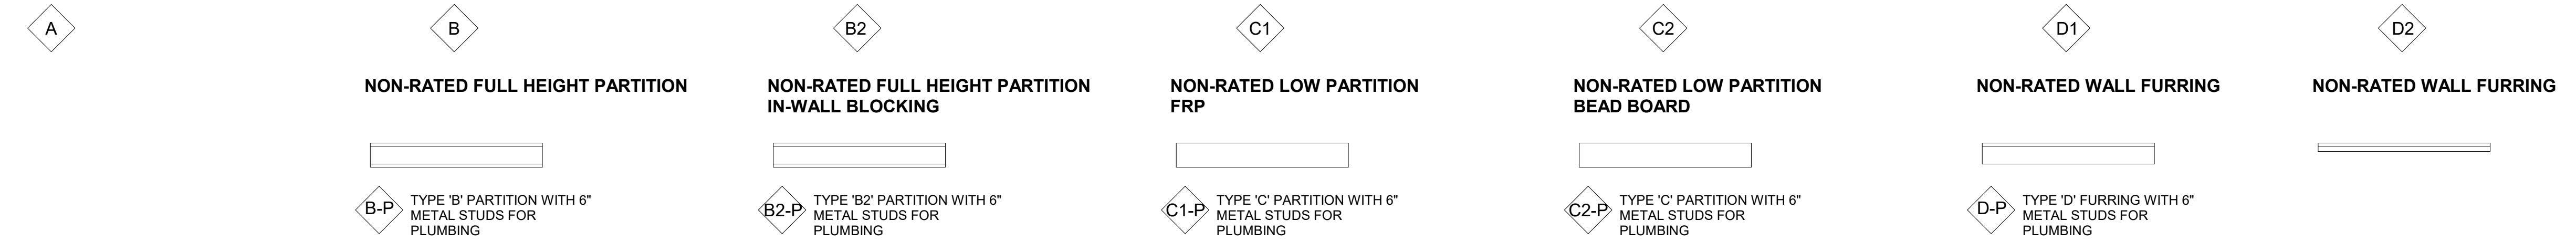 A
B
NON-RATED FULL HEIGHT PARTITION
B-P
TYPE 'B' PARTITION WITH 6"
METAL STUDS FOR
PLUMBING
B2
NON-RATED FULL HEIGHT PARTITION
IN-WALL BLOCKING
B2-P
TYPE 'B2' PARTITION WITH 6"
METAL STUDS FOR
PLUMBING
C1
NON-RATED LOW PARTITION
FRP
C1-P
TYPE 'C' PARTITION WITH 6"
METAL STUDS FOR
PLUMBING
C2
NON-RATED LOW PARTITION
BEAD BOARD
C2-P
TYPE 'C' PARTITION WITH 6"
METAL STUDS FOR
PLUMBING
D1
NON-RATED WALL FURRING
D-P
TYPE 'D' FURRING WITH 6"
METAL STUDS FOR
PLUMBING
D2
NON-RATED WALL FURRING